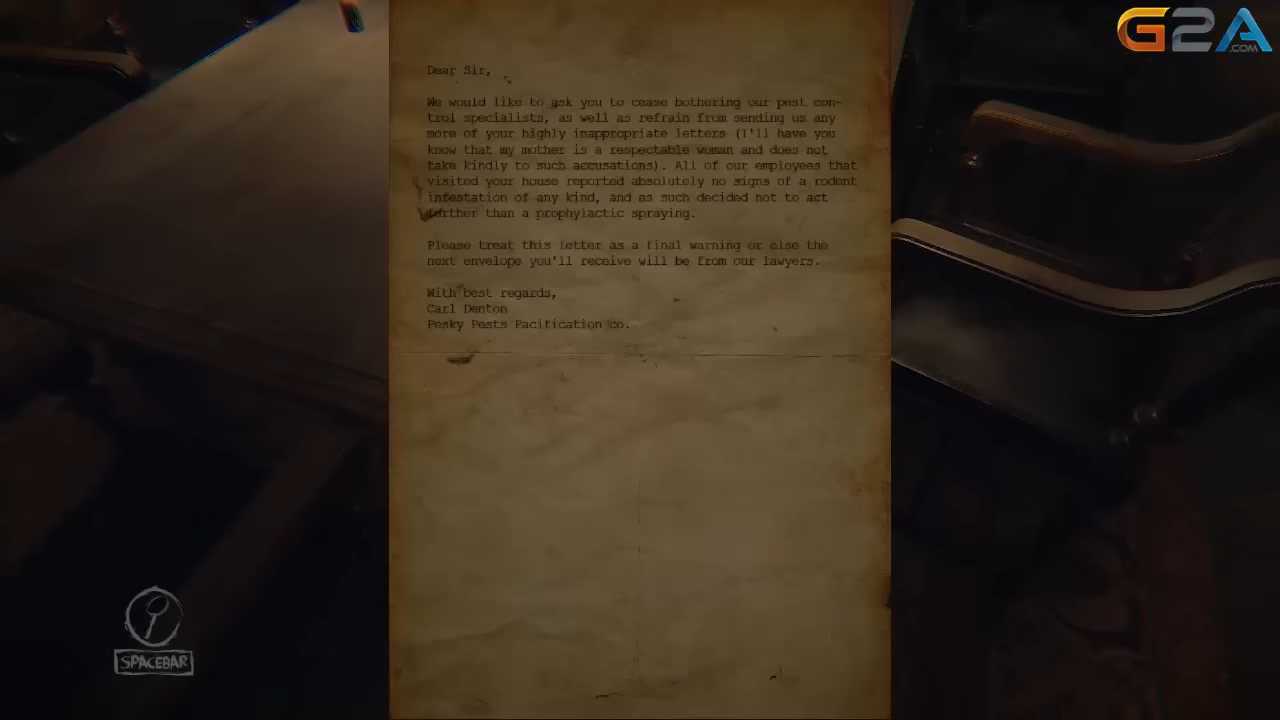 G2A
.COM
Dear Sir,
We would like to ask you to cease bothering our pest con-
trol specialists, as well as refrain from sending us any
more of your highly inappropriate letters (I'll have you
know that my mother is a respectable woman and does not
take kindly to such accusations). All of our employees that
visited your house reported absolutely no signs of a rodent
infestation of any kind, and as such decided not to act
further than a prophylactic spraying.
Please treat this letter as a final warning or else the
next envelope you'll receive will be from our lawyers.
With best regards,
Carl Denton
Pesky Pests Pacification co.
SPACEBAR